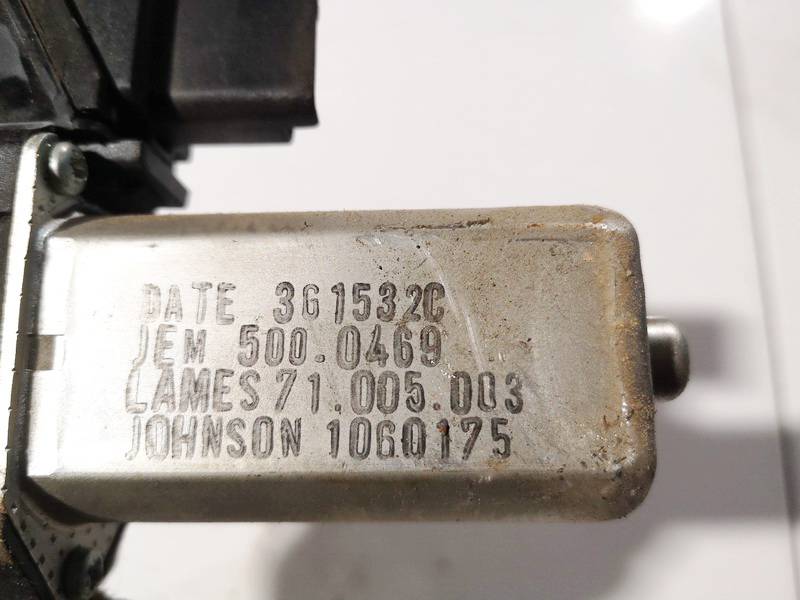 DATE 3G1532C
JEM 500.0469
LAMES 71.005.003
JOHNSON 1060175